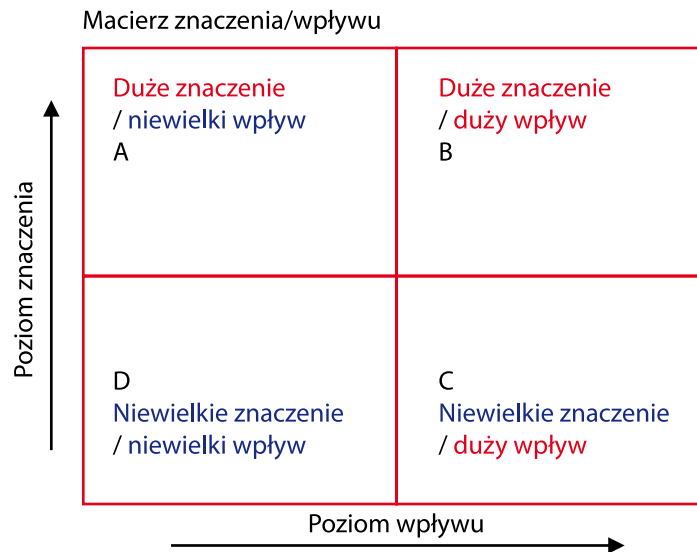 Macierz znaczenia/wpływu
Duże znaczenie
/ niewielki wpływ
A
Duże znaczenie
/ duży wpływ
B
Poziom znaczenia
D
Niewielkie znaczenie
/ niewielki wpływ
C
Niewielkie znaczenie
/ duży wpływ
Poziom wpływu